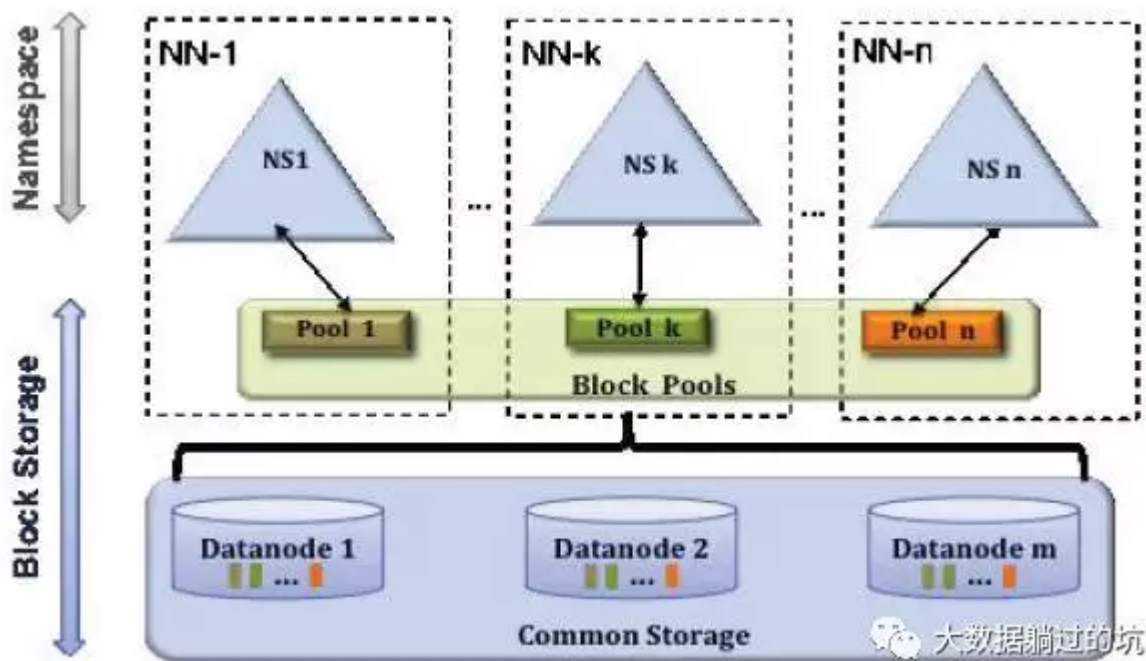 Namespace
NN-1
NN-k
NN-n
NS1
NS k
NS n
...
...
Block Storage
Pool 1
Pool k
Pool n
Block Pools
Datanode 1
...
Datanode 2
...
Datanode m
...
Common Storage
大数据躺过的坑